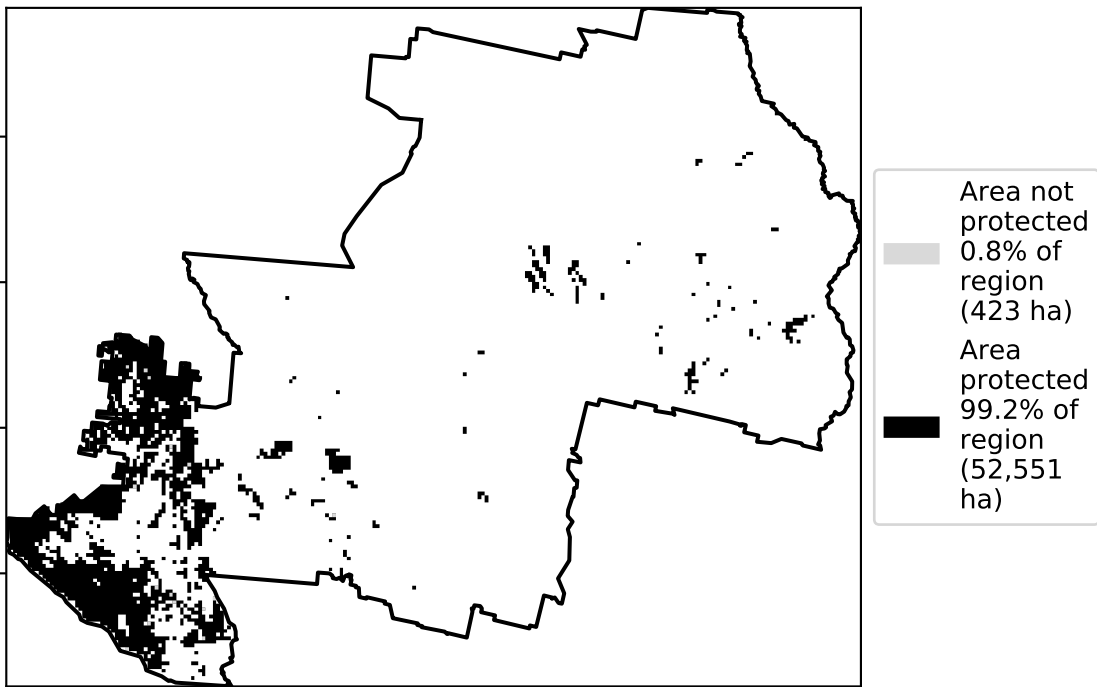 Area not
protected
0.8% of
region
(423 ha)
Area
protected
99.2% of
region
(52,551
ha)